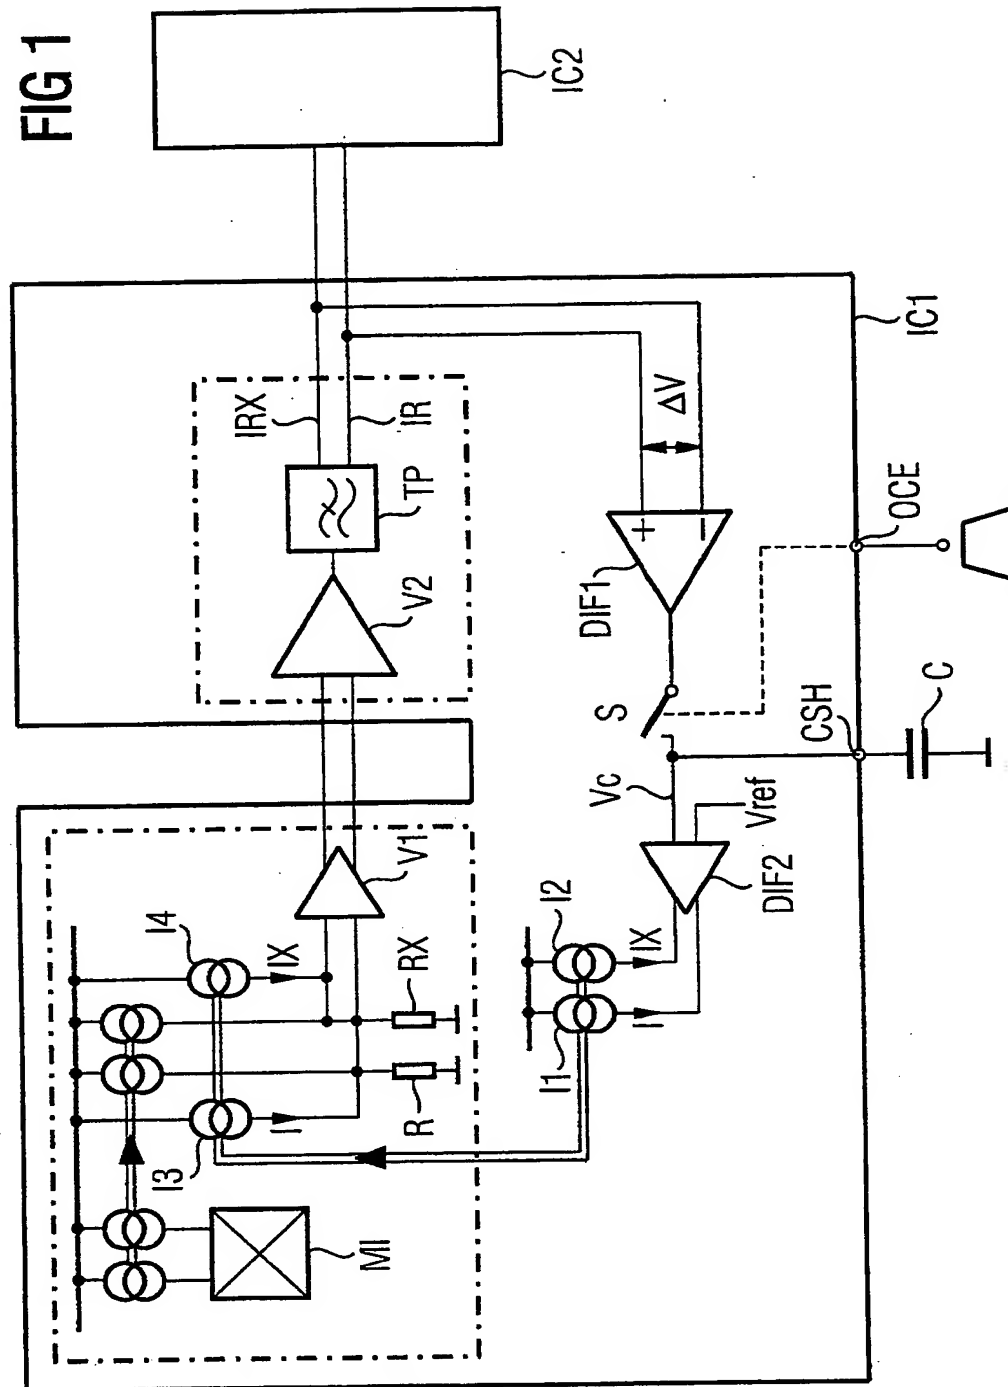 FIG 1
IC2
IC1
IRX
IR
TP
V2
ΔV
+
−
DIF1
OCE
S
CSH
C
Vc
Vref
DIF2
V1
I4
IX
RX
R
I
I3
MI
I2
IX
I1
I